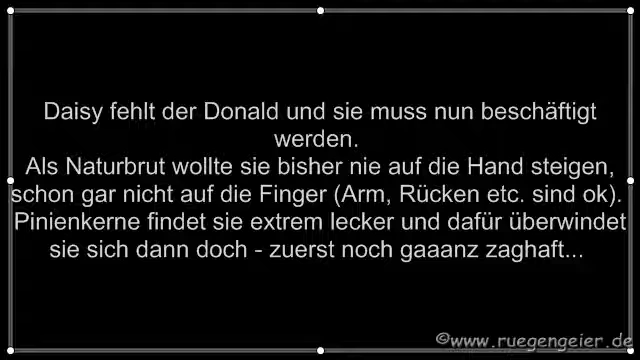 Daisy fehlt der Donald und sie muss nun beschäftigt
werden.
Als Naturbrut wollte sie bisher nie auf die Hand steigen,
schon gar nicht auf die Finger (Arm, Rücken etc. sind ok).
Pinienkerne findet sie extrem lecker und dafür überwindet
sie sich dann doch - zuerst noch gaaanz zaghaft...
©www.ruegengeier.de